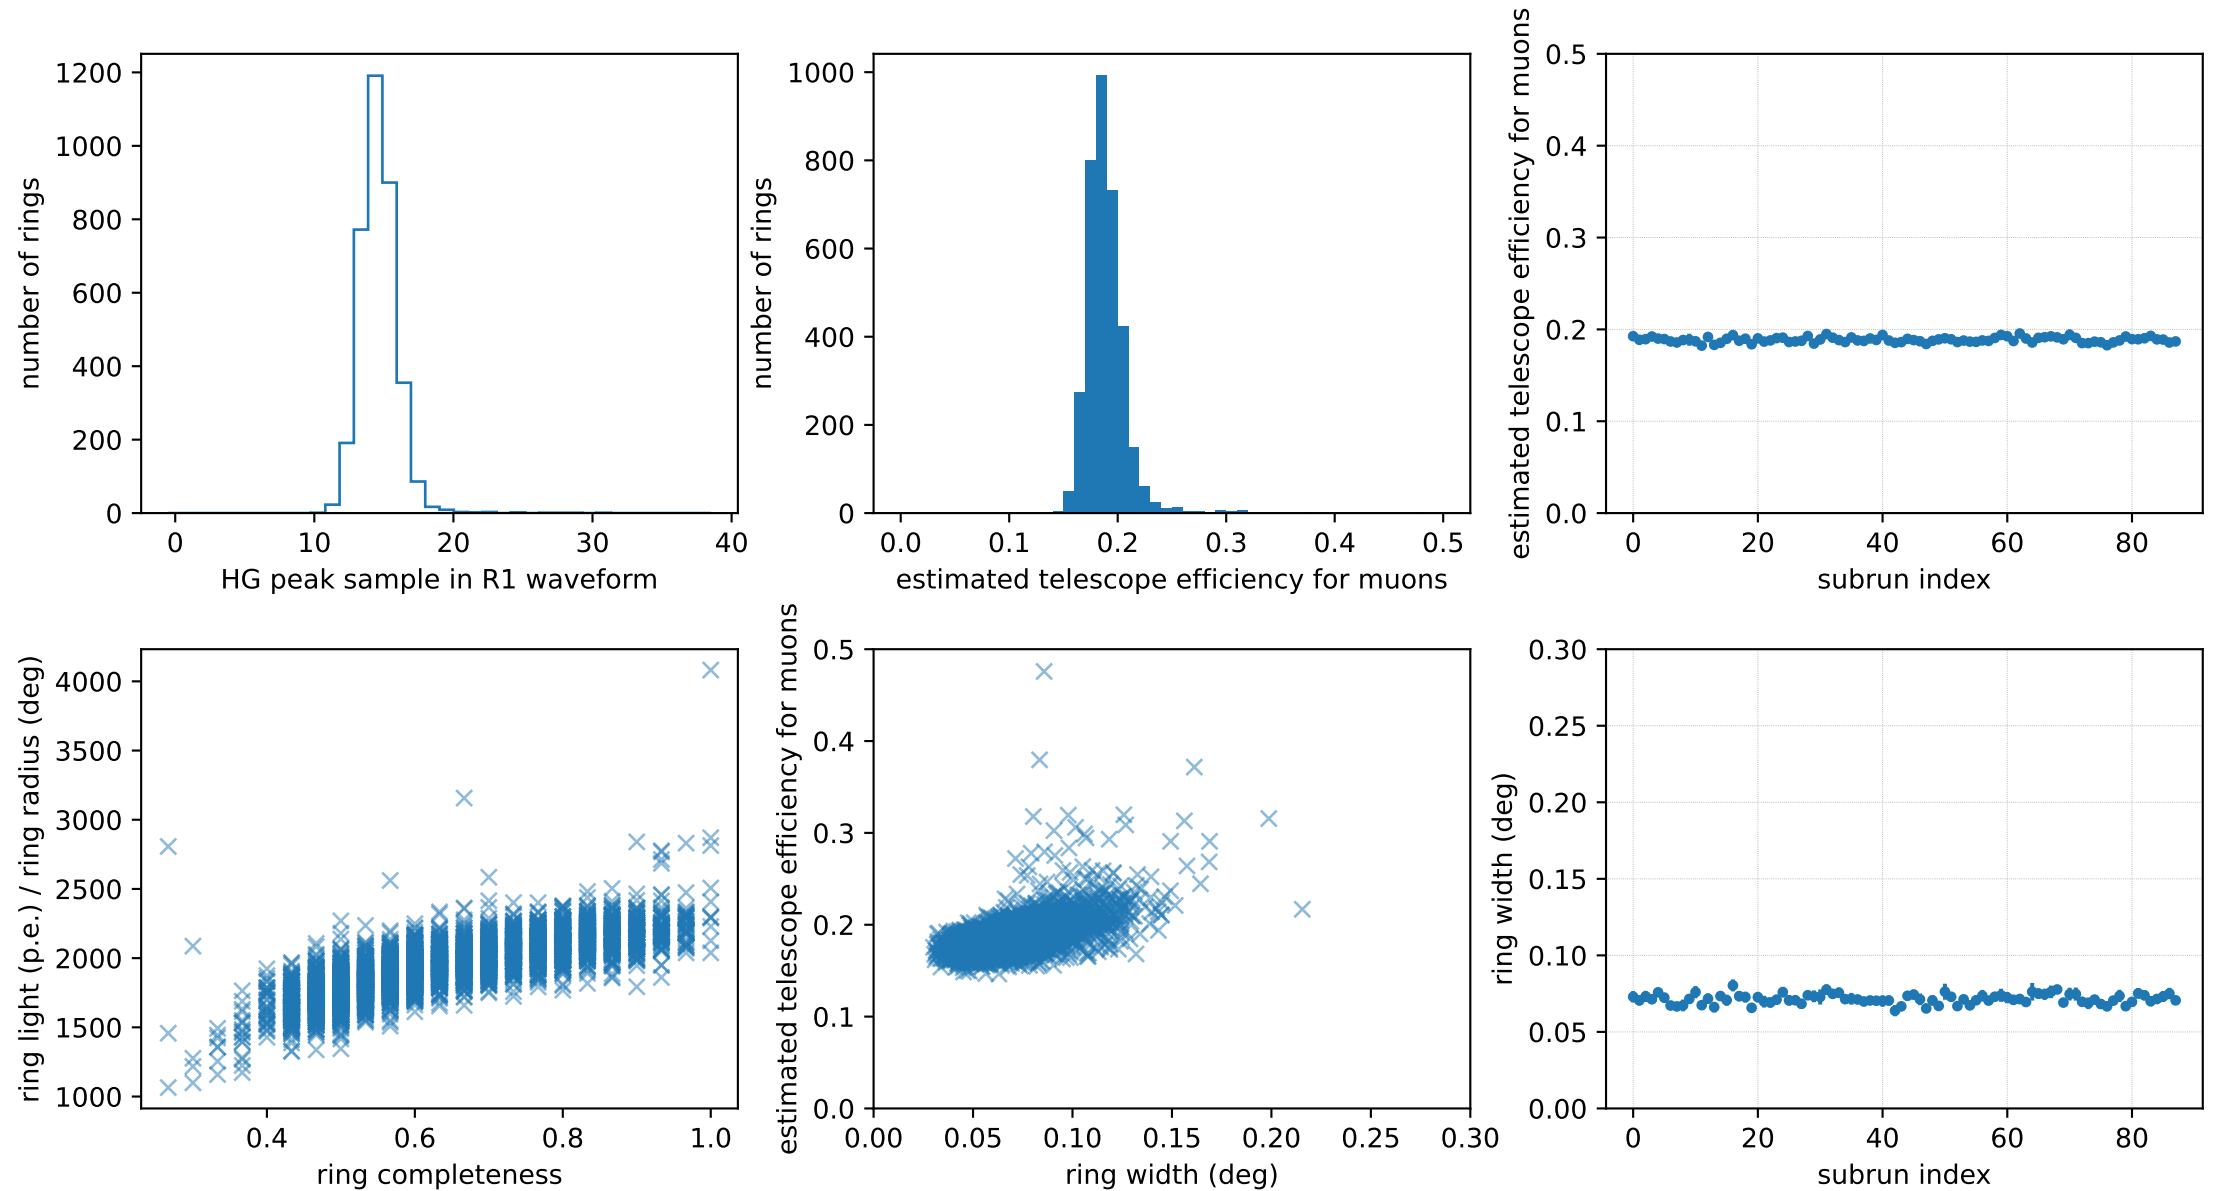 1200
1000
800
600
400
200
0
number of rings
0 10 20 30 40
HG peak sample in R1 waveform
1000
800
600
400
200
0
number of rings
0.0 0.1 0.2 0.3 0.4 0.5
estimated telescope efficiency for muons
0.5
0.4
0.3
0.2
0.1
0.0
estimated telescope efficiency for muons
0 20 40 60 80
subrun index
4000
3500
3000
2500
2000
1500
1000
ring light (p.e.) / ring radius (deg)
0.4 0.6 0.8 1.0
ring completeness
0.5
0.4
0.3
0.2
0.1
0.0
estimated telescope efficiency for muons
0.00 0.05 0.10 0.15 0.20 0.25 0.30
ring width (deg)
0.30
0.25
0.20
0.15
0.10
0.05
0.00
ring width (deg)
0 20 40 60 80
subrun index